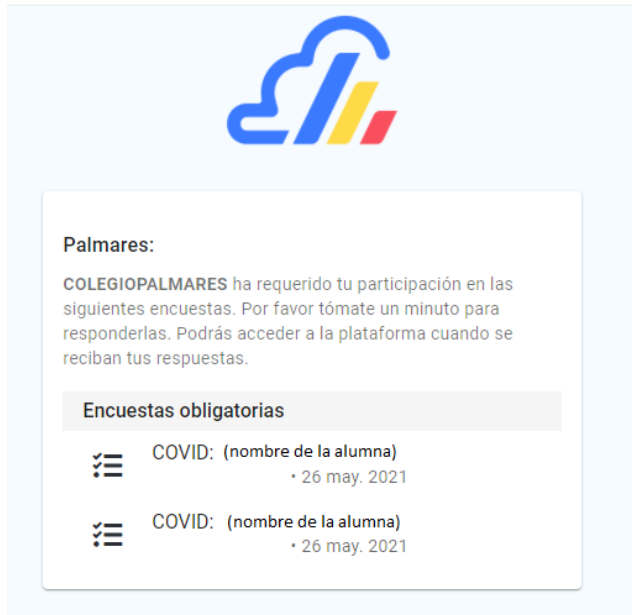 Palmares:
COLEGIOPALMARES ha requerido tu participación en las
siguientes encuestas. Por favor tómate un minuto para
responderlas. Podrás acceder a la plataforma cuando se
reciban tus respuestas.
Encuestas obligatorias
COVID: (nombre de la alumna)
• 26 may. 2021
COVID: (nombre de la alumna)
• 26 may. 2021